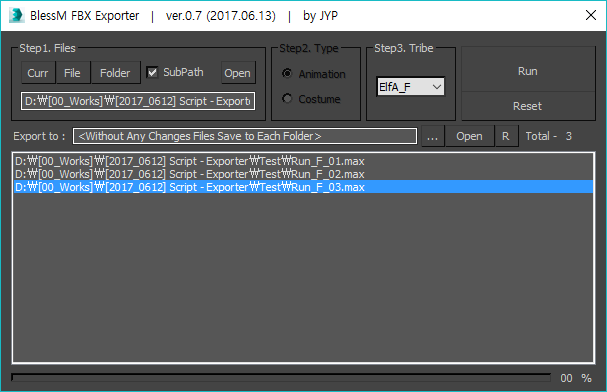 BlessM FBX Exporter | ver.0.7 (2017.06.13) | by JYP
Step1. Files
Step2. Type
Step3. Tribe
Curr File Folder SubPath Open
D:₩[00_Works]₩[2017_0612] Script - Exporte
Animation
Costume
ElfA_F
Run
Reset
Export to : <Without Any Changes Files Save to Each Folder> ... Open R Total - 3
D:₩[00_Works]₩[2017_0612] Script - Exporter₩Test₩Run_F_01.max
D:₩[00_Works]₩[2017_0612] Script - Exporter₩Test₩Run_F_02.max
D:₩[00_Works]₩[2017_0612] Script - Exporter₩Test₩Run_F_03.max
00 %